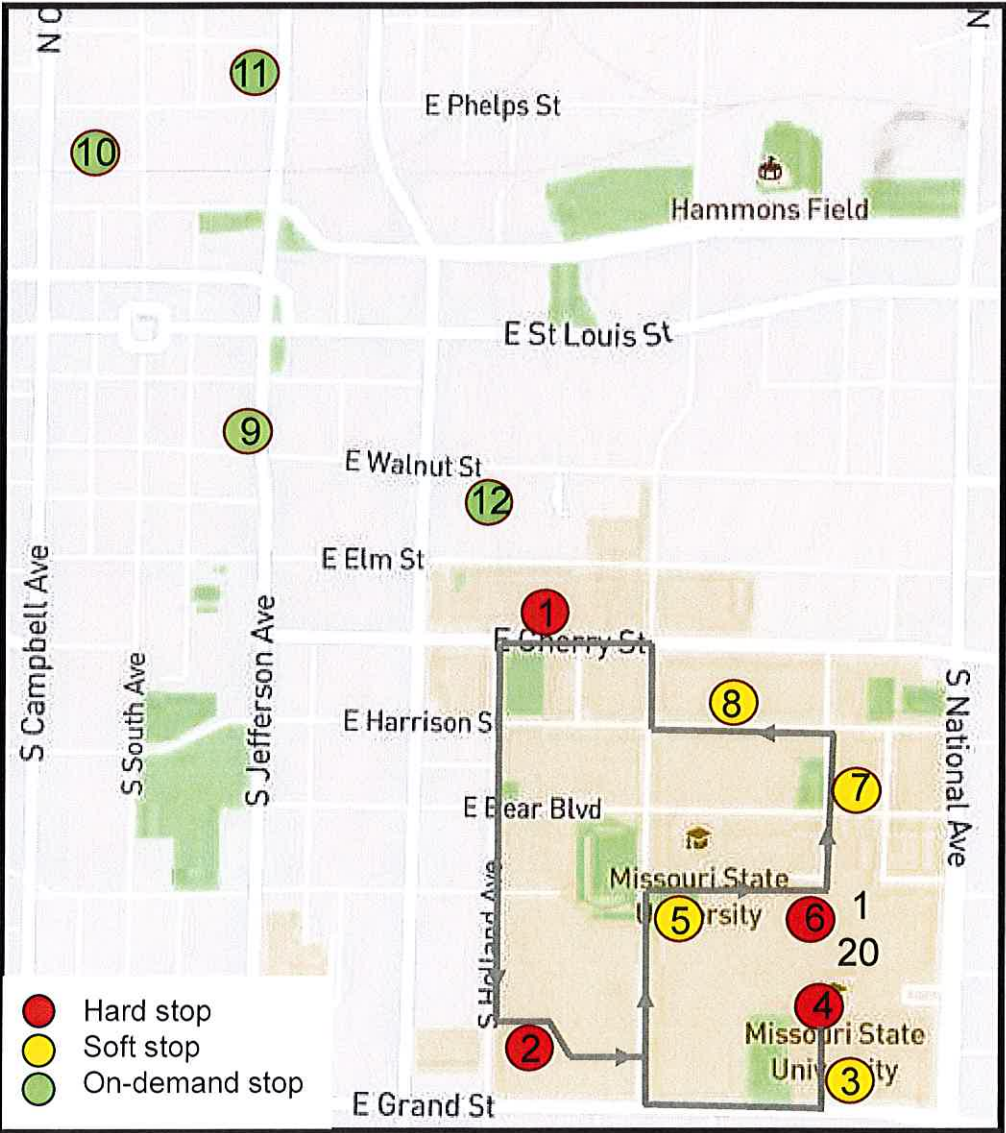 N
N
11
E Phelps St
10
Hammons Field
E St Louis St
9
E Walnut St
12
E Elm St
S Campbell Ave
S South Ave
S Jefferson Ave
1
E Cherry St
8
E Harrison S
S National Ave
7
E Bear Blvd
Missouri State
University
5
6
1
20
S Holland Ave
4
Missouri State
University
3
2
E Grand St
Hard stop
Soft stop
On-demand stop